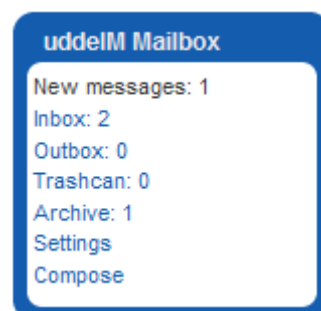 uddeIM Mailbox
New messages: 1
Inbox: 2
Outbox: 0
Trashcan: 0
Archive: 1
Settings
Compose